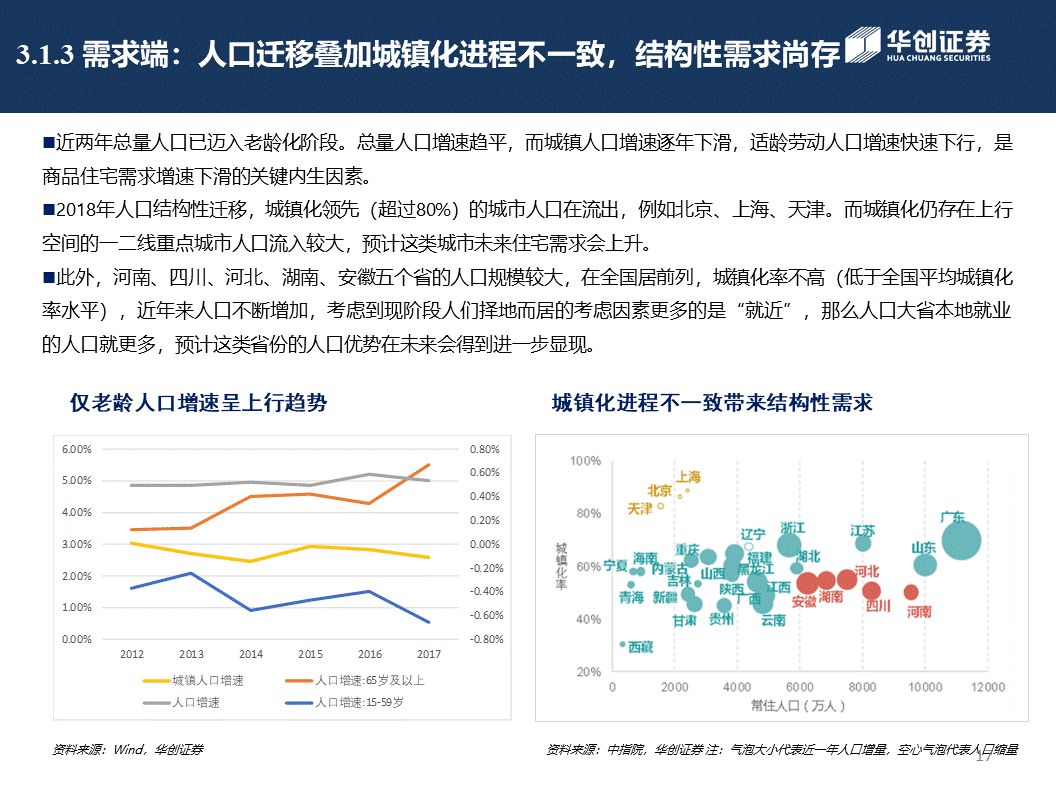 3.1.3 需求端：人口迁移叠加城镇化进程不一致，结构性需求尚存
华创证券
HUA CHUANG SECURITIES
■近两年总量人口已迈入老龄化阶段。总量人口增速趋平，而城镇人口增速逐年下滑，适龄劳动人口增速快速下行，是
商品住宅需求增速下滑的关键内生因素。
■2018年人口结构性迁移，城镇化领先（超过80%）的城市人口在流出，例如北京、上海、天津。而城镇化仍存在上行
空间的一二线重点城市人口流入较大，预计这类城市未来住宅需求会上升。
■此外，河南、四川、河北、湖南、安徽五个省的人口规模较大，在全国居前列，城镇化率不高（低于全国平均城镇化
率水平），近年来人口不断增加，考虑到现阶段人们择地而居的考虑因素更多的是“就近”，那么人口大省本地就业
的人口就更多，预计这类省份的人口优势在未来会得到进一步显现。
仅老龄人口增速呈上行趋势
6.00%
5.00%
4.00%
3.00%
2.00%
1.00%
0.00%
0.80%
0.60%
0.40%
0.20%
0.00%
-0.20%
-0.40%
-0.60%
-0.80%
2012 2013 2014 2015 2016 2017
城镇人口增速 人口增速:65岁及以上
人口增速 人口增速:15-59岁
资料来源：Wind，华创证券
城镇化进程不一致带来结构性需求
城镇化率
100%
80%
60%
40%
20%
上海
北京
天津
广东
浙江
江苏
辽宁
山东
重庆
福建
湖北
海南
宁夏
内蒙古
山西
黑龙江
河北
吉林
陕西
江西
青海
新疆
广西
安徽
湖南
四川
河南
甘肃
贵州
云南
西藏
0 2000 4000 6000 8000 10000 12000
常住人口（万人）
资料来源：中指院，华创证券 注：气泡大小代表近一年人口增量，空心气泡代表人口缩量
17